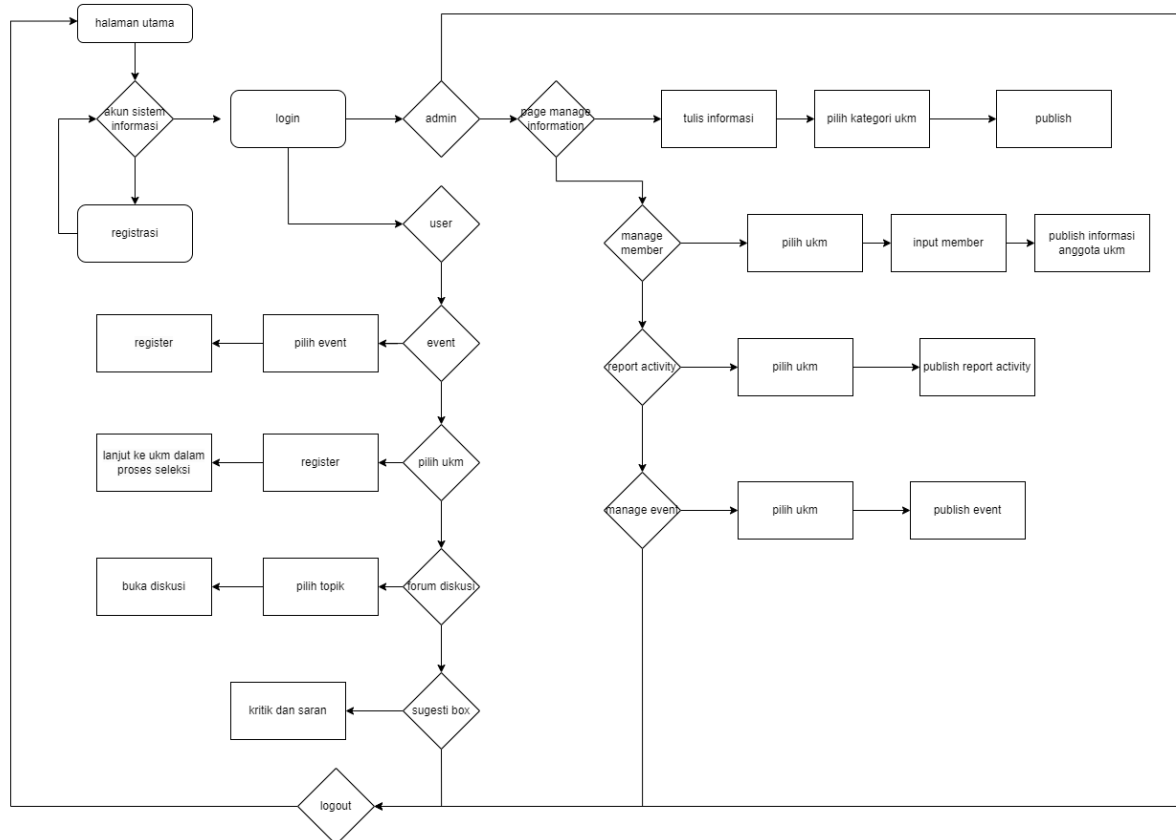 halaman utama
akun sistem
informasi
login
admin
page manage
information
tulis informasi
pilih kategori ukm
publish
registrasi
user
manage
member
pilih ukm
input member
publish informasi
anggota ukm
register
pilih event
event
report activity
pilih ukm
publish report activity
lanjut ke ukm dalam
proses seleksi
register
pilih ukm
manage event
pilih ukm
publish event
buka diskusi
pilih topik
forum diskusi
kritik dan saran
sugesti box
logout